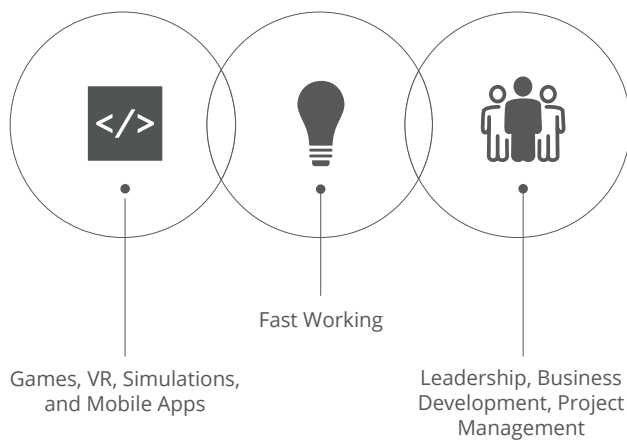 </>
Fast Working
Games, VR, Simulations,
and Mobile Apps
Leadership, Business
Development, Project
Management